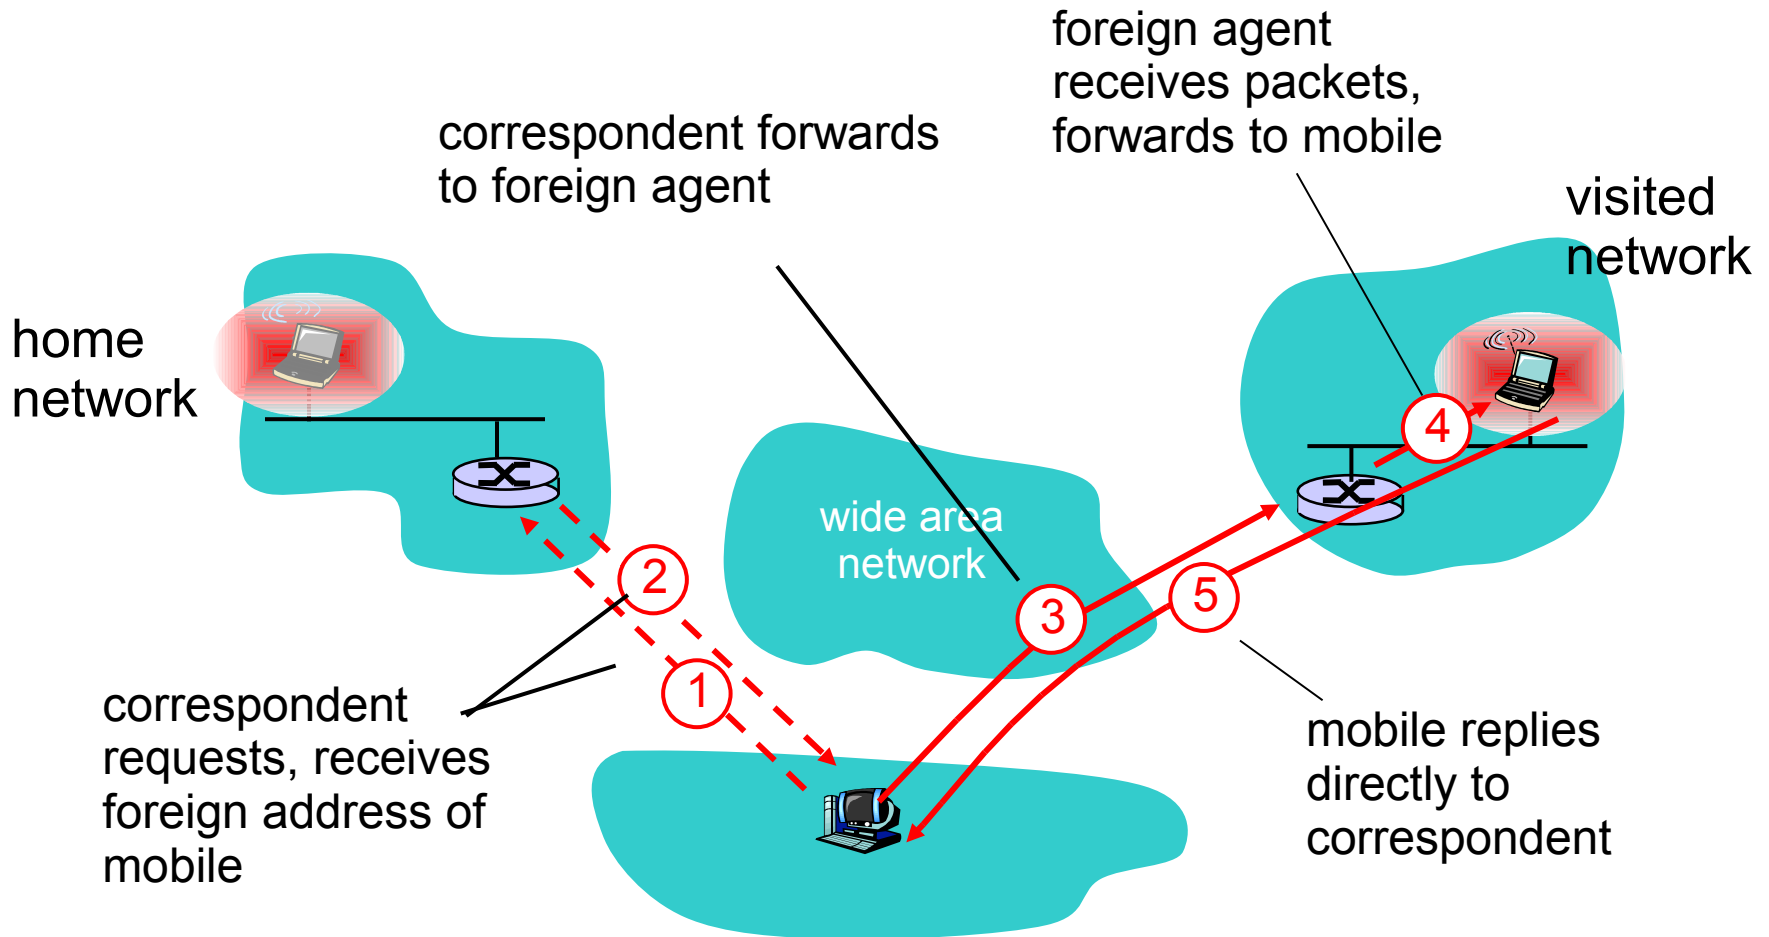 foreign agent
receives packets,
forwards to mobile
correspondent forwards
to foreign agent
visited
network
home
network
4
wide area
network
2
3
5
1
correspondent
requests, receives
foreign address of
mobile
mobile replies
directly to
correspondent